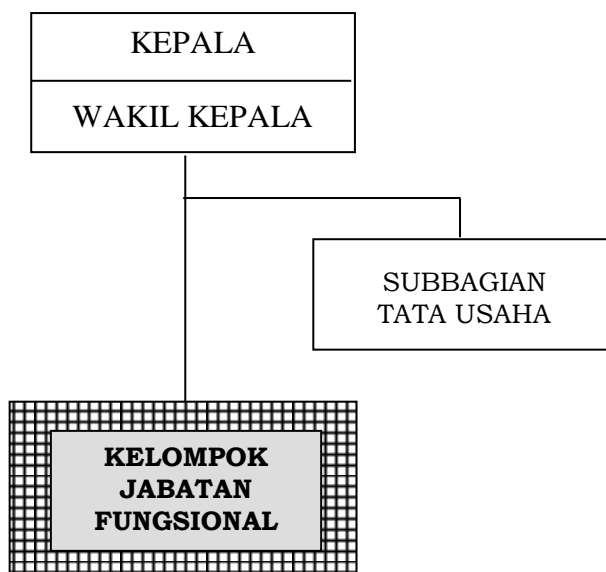 KEPALA
WAKIL KEPALA
SUBBAGIAN
TATA USAHA
KELOMPOK
JABATAN
FUNGSIONAL